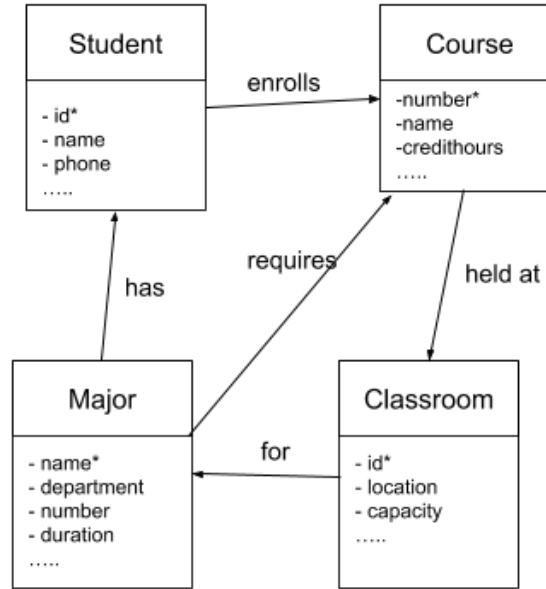 Student
- id*
- name
- phone
.....
enrolls
Course
-number*
-name
-credithours
.....
has
requires
held at
Major
- name*
- department
- number
- duration
.....
for
Classroom
- id*
- location
- capacity
.....